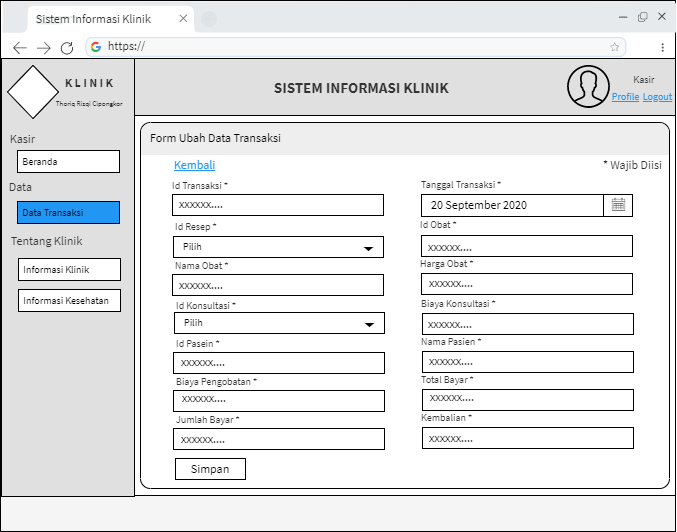 Sistem Informasi Klinik
https://
KLINIK
Thoriq Rizqi Cipangkor
SISTEM INFORMASI KLINIK
Kasir
Profile Logout
Kasir
Beranda
Data
Data Transaksi
Tentang Klinik
Informasi Klinik
Informasi Kesehatan
Form Ubah Data Transaksi
Kembali
* Wajib Diisi
Id Transaksi *
xxxxxx....
Tanggal Transaksi *
20 September 2020
Id Resep *
Pilih
Id Obat *
xxxxxx....
Nama Obat *
xxxxxx....
Harga Obat *
xxxxxx....
Id Konsultasi *
Pilih
Biaya Konsultasi *
xxxxxx....
Id Pasein *
xxxxxx....
Nama Pasien *
xxxxxx....
Biaya Pengobatan *
xxxxxx....
Total Bayar *
xxxxxx....
Jumlah Bayar *
xxxxxx....
Kembalian *
xxxxxx....
Simpan